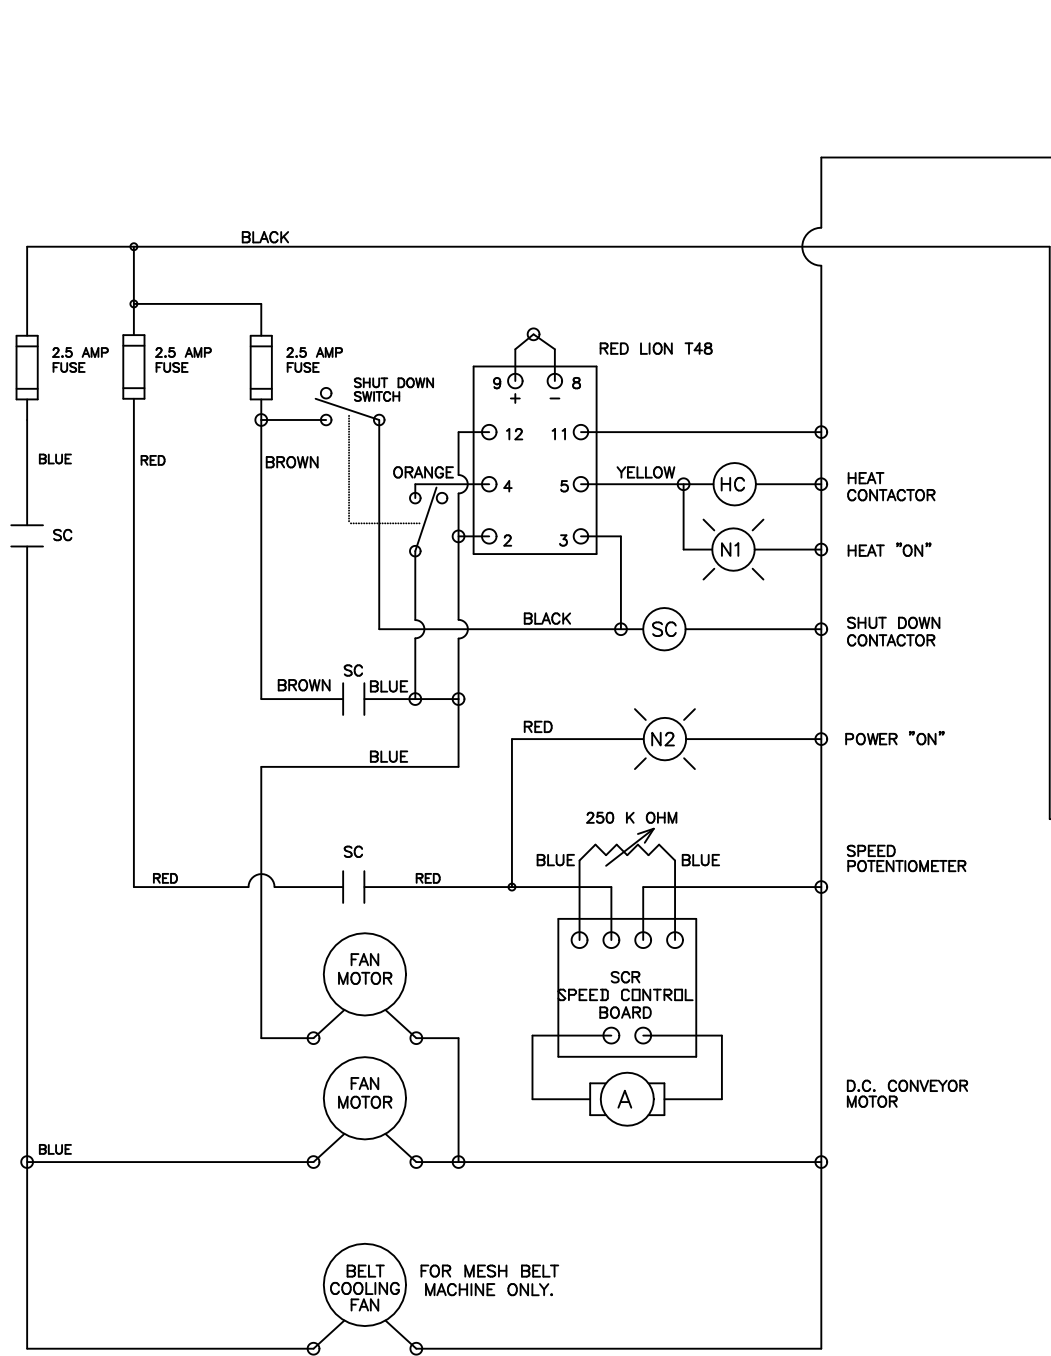 BLACK
RED LION T48
2.5 AMP
FUSE
2.5 AMP
FUSE
2.5 AMP
FUSE
SHUT DOWN
SWITCH
9
8
+
−
12
11
BLUE
RED
BROWN
ORANGE
4
5
YELLOW
HC
HEAT
CONTACTOR
SC
2
3
N1
HEAT "ON"
BLACK
SC
SHUT DOWN
CONTACTOR
SC
BROWN
BLUE
RED
N2
POWER "ON"
BLUE
250 K OHM
SC
BLUE
BLUE
SPEED
POTENTIOMETER
RED
RED
FAN
MOTOR
SCR
SPEED CONTROL
BOARD
FAN
MOTOR
A
D.C. CONVEYOR
MOTOR
BLUE
BELT
COOLING
FAN
FOR MESH BELT
MACHINE ONLY.